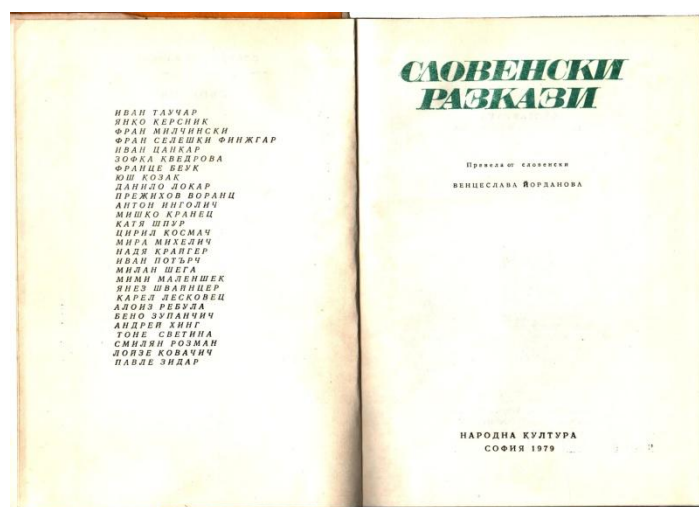 ИВАН ТАУЧАР
ЯНКО КЕРСНИК
ФРАН МИЛЧИНСКИ
ФРАН СЕЛЕШКИ ФИНЖГАР
ИВАН ЦАНКАР
ЗОФКА КВЕДРОВА
ФРАНЦЕ БЕУК
ЮШ КОЗАК
ДАНИЛО ЛОКАР
ПРЕЖИХОВ ВОРАНЦ
АНТОН ИНГОЛИЧ
МИШКО КРАНЕЦ
КАТЯ ШПУР
ЦИРИЛ КОСМАЧ
МИРА МИХЕЛИЧ
НАДЯ КРАЙГЕР
ИВАН ПОТЪРЧ
МИЛАН ШЕГА
МИМИ МАЛЕНШЕК
ЯНЕЗ ШВАЙНЦЕР
КАРЕЛ ЛЕСКОВЕЦ
АЛОИЗ РЕБУЛА
БЕНО ЗУПАНЧИЧ
АНДРЕЙ ХИНГ
ТОНЕ СВЕТИНА
СМИЛЯН РОЗМАН
ЛОЙЗЕ КОВАЧИЧ
ПАВЛЕ ЗИДАР
СЛОВЕНСКИ
РАЗКАЗИ
Превела от словенски
ВЕНЦЕСЛАВА ЙОРДАНОВА
НАРОДНА КУЛТУРА
СОФИЯ 1979